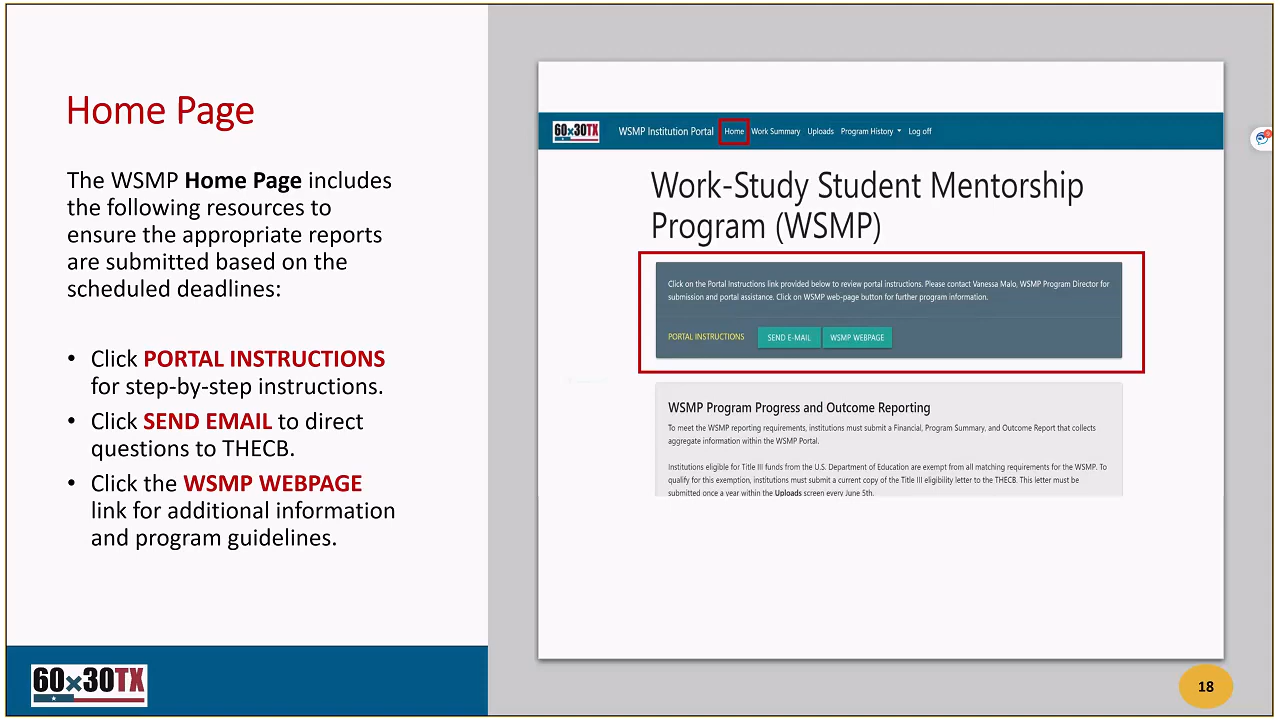 Home Page
The WSMP Home Page includes
the following resources to
ensure the appropriate reports
are submitted based on the
scheduled deadlines:
• Click PORTAL INSTRUCTIONS
for step-by-step instructions.
• Click SEND EMAIL to direct
questions to THECB.
• Click the WSMP WEBPAGE
link for additional information
and program guidelines.
60x30TX
60x30TX WSMP Institution Portal Home Work Summary Uploads Program History Log off
Work-Study Student Mentorship
Program (WSMP)
Click on the Portal Instructions link provided below to review portal instructions. Please contact Vanessa Malo, WSMP Program Director for
submission and portal assistance. Click on WSMP web-page button for further program information.
PORTAL INSTRUCTIONS SEND E-MAIL WSMP WEBPAGE
WSMP Program Progress and Outcome Reporting
To meet the WSMP reporting requirements, institutions must submit a Financial, Program Summary, and Outcome Report that collects
aggregate information within the WSMP Portal.
Institutions eligible for Title III funds from the U.S. Department of Education are exempt from all matching requirements for the WSMP. To
qualify for this exemption, institutions must submit a current copy of the Title III eligibility letter to the THECB. This letter must be
submitted once a year within the Uploads screen every June 5th.
18